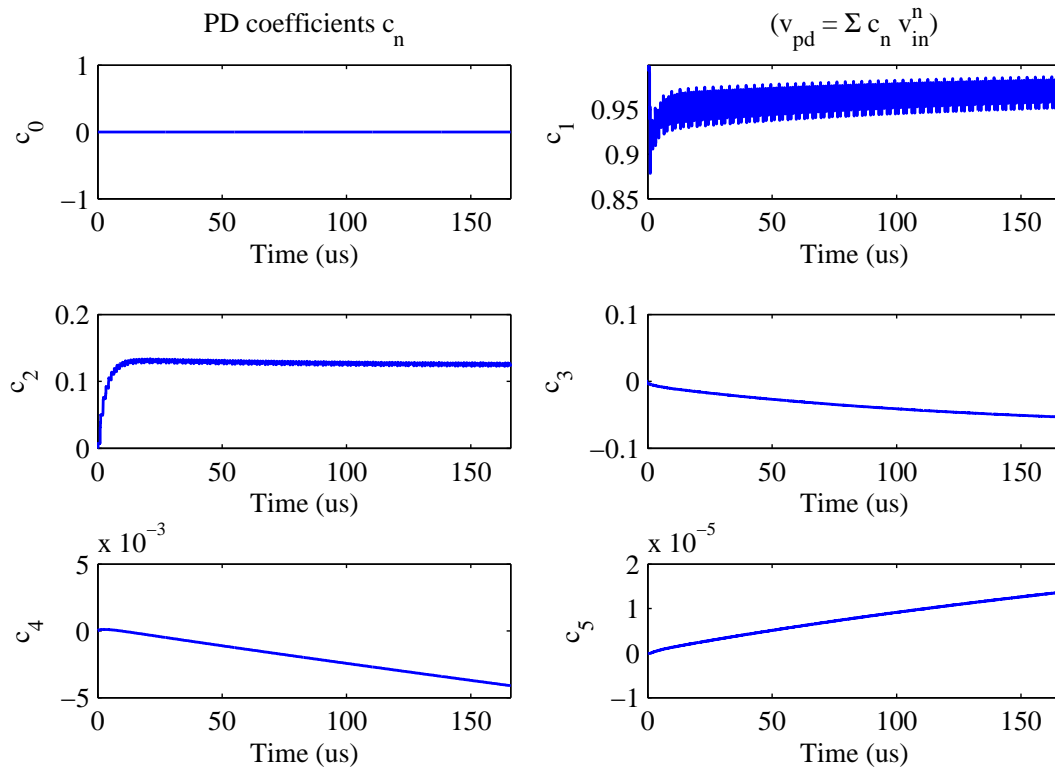 PD coefficients c_n
(v_pd = Σ c_n v_in^n)
1
0
−1
c_0
0 50 100 150
Time (us)
0.95
0.9
0.85
c_1
0 50 100 150
Time (us)
0.2
0.1
0
c_2
0 50 100 150
Time (us)
0.1
0
−0.1
c_3
0 50 100 150
Time (us)
x 10^−3
5
0
−5
c_4
0 50 100 150
Time (us)
x 10^−5
2
1
0
−1
c_5
0 50 100 150
Time (us)